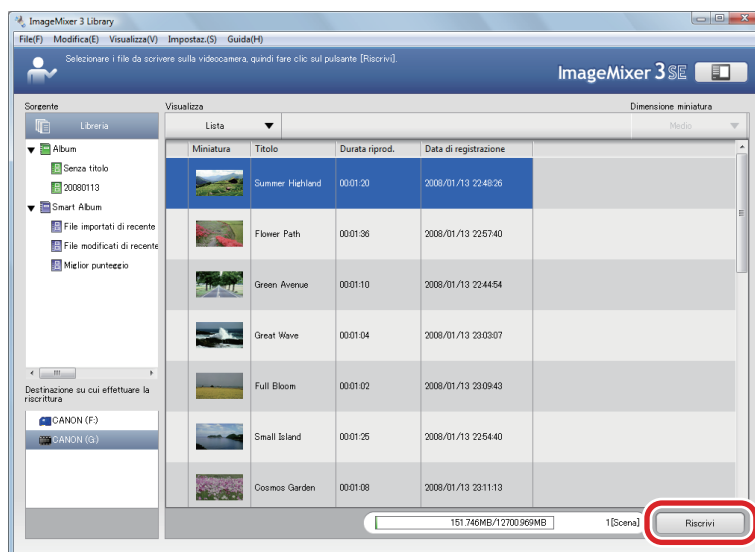 ImageMixer 3 Library
File(F) Modifica(E) Visualizza(V) Impostaz.(S) Guida(H)
Selezionare i file da scrivere sulla videocamera, quindi fare clic sul pulsante [Riscrivi].
ImageMixer 3 SE
Sorgente Visualizza Dimensione miniatura
Libreria Lista Medio
Album
Senza titolo
20080113
Smart Album
File importati di recente
File modificati di recente
Miglior punteggio
Miniatura Titolo Durata riprod. Data di registrazione
Summer Highland 00:01:20 2008/01/13 22:48:26
Flower Path 00:01:36 2008/01/13 22:57:40
Green Avenue 00:01:10 2008/01/13 22:44:54
Great Wave 00:01:04 2008/01/13 23:03:07
Full Bloom 00:01:02 2008/01/13 23:09:43
Small Island 00:01:25 2008/01/13 22:54:40
Cosmos Garden 00:01:08 2008/01/13 23:11:13
Destinazione su cui effettuare la
riscrittura
CANON (F:)
CANON (G:)
151.746MB/12700.969MB 1[Scena] Riscrivi